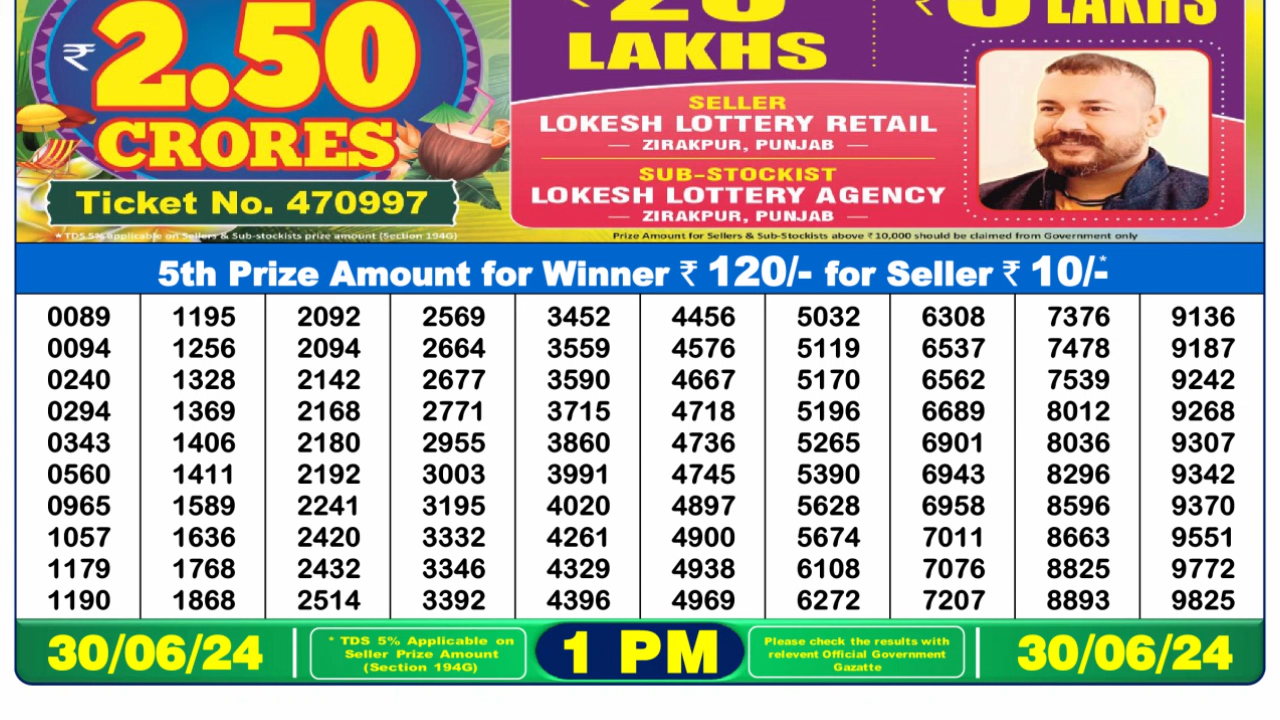 ₹ 2.50
CRORES
Ticket No. 470997
* TDS 5% Applicable on Sellers & Sub-stockists prize amount (Section 194G)
LAKHS
LAKHS
SELLER
LOKESH LOTTERY RETAIL
— ZIRAKPUR, PUNJAB —
SUB-STOCKIST
LOKESH LOTTERY AGENCY
— ZIRAKPUR, PUNJAB —
Prize Amount for Sellers & Sub-Stockists above ₹10,000 should be claimed from Government only
5th Prize Amount for Winner ₹ 120/- for Seller ₹ 10/-*
0089 1195 2092 2569 3452 4456 5032 6308 7376 9136
0094 1256 2094 2664 3559 4576 5119 6537 7478 9187
0240 1328 2142 2677 3590 4667 5170 6562 7539 9242
0294 1369 2168 2771 3715 4718 5196 6689 8012 9268
0343 1406 2180 2955 3860 4736 5265 6901 8036 9307
0560 1411 2192 3003 3991 4745 5390 6943 8296 9342
0965 1589 2241 3195 4020 4897 5628 6958 8596 9370
1057 1636 2420 3332 4261 4900 5674 7011 8663 9551
1179 1768 2432 3346 4329 4938 6108 7076 8825 9772
1190 1868 2514 3392 4396 4969 6272 7207 8893 9825
30/06/24
* TDS 5% Applicable on
Seller Prize Amount
(Section 194G)
1 PM
Please check the results with
relevent Official Government
Gazatte
30/06/24